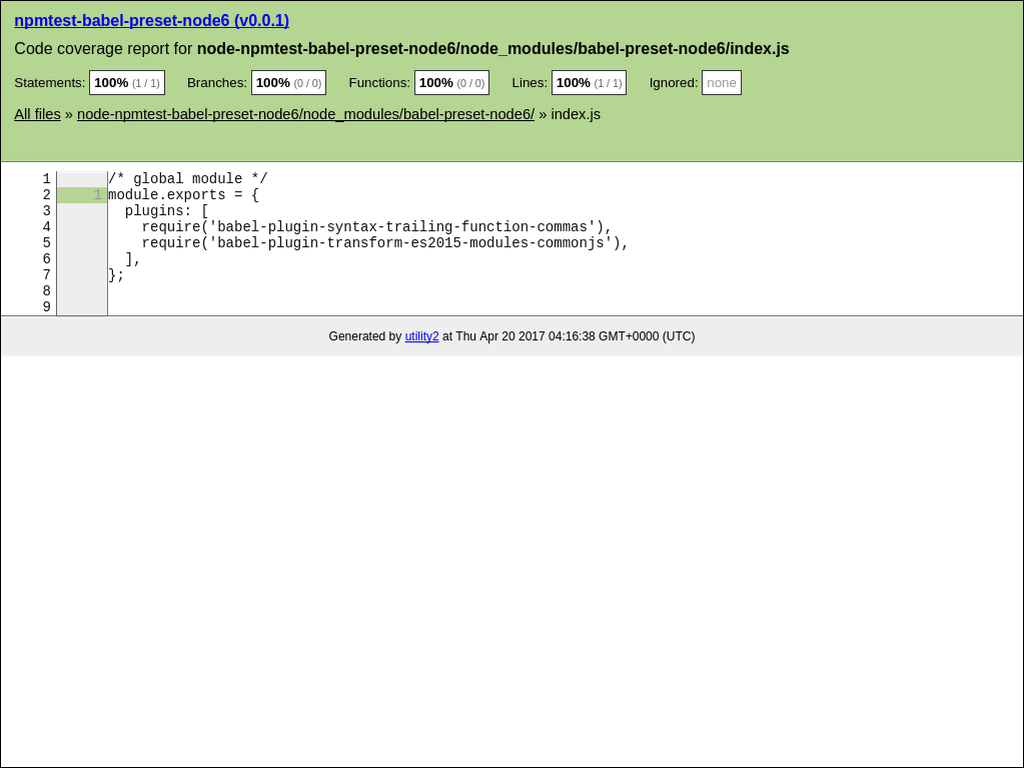 npmtest-babel-preset-node6 (v0.0.1)
Code coverage report for node-npmtest-babel-preset-node6/node_modules/babel-preset-node6/index.js
Statements: 100% (1 / 1) Branches: 100% (0 / 0) Functions: 100% (0 / 0) Lines: 100% (1 / 1) Ignored: none
All files » node-npmtest-babel-preset-node6/node_modules/babel-preset-node6/ » index.js
1 /* global module */
2 1 module.exports = {
3   plugins: [
4     require('babel-plugin-syntax-trailing-function-commas'),
5     require('babel-plugin-transform-es2015-modules-commonjs'),
6   ],
7 };
8
9
Generated by utility2 at Thu Apr 20 2017 04:16:38 GMT+0000 (UTC)